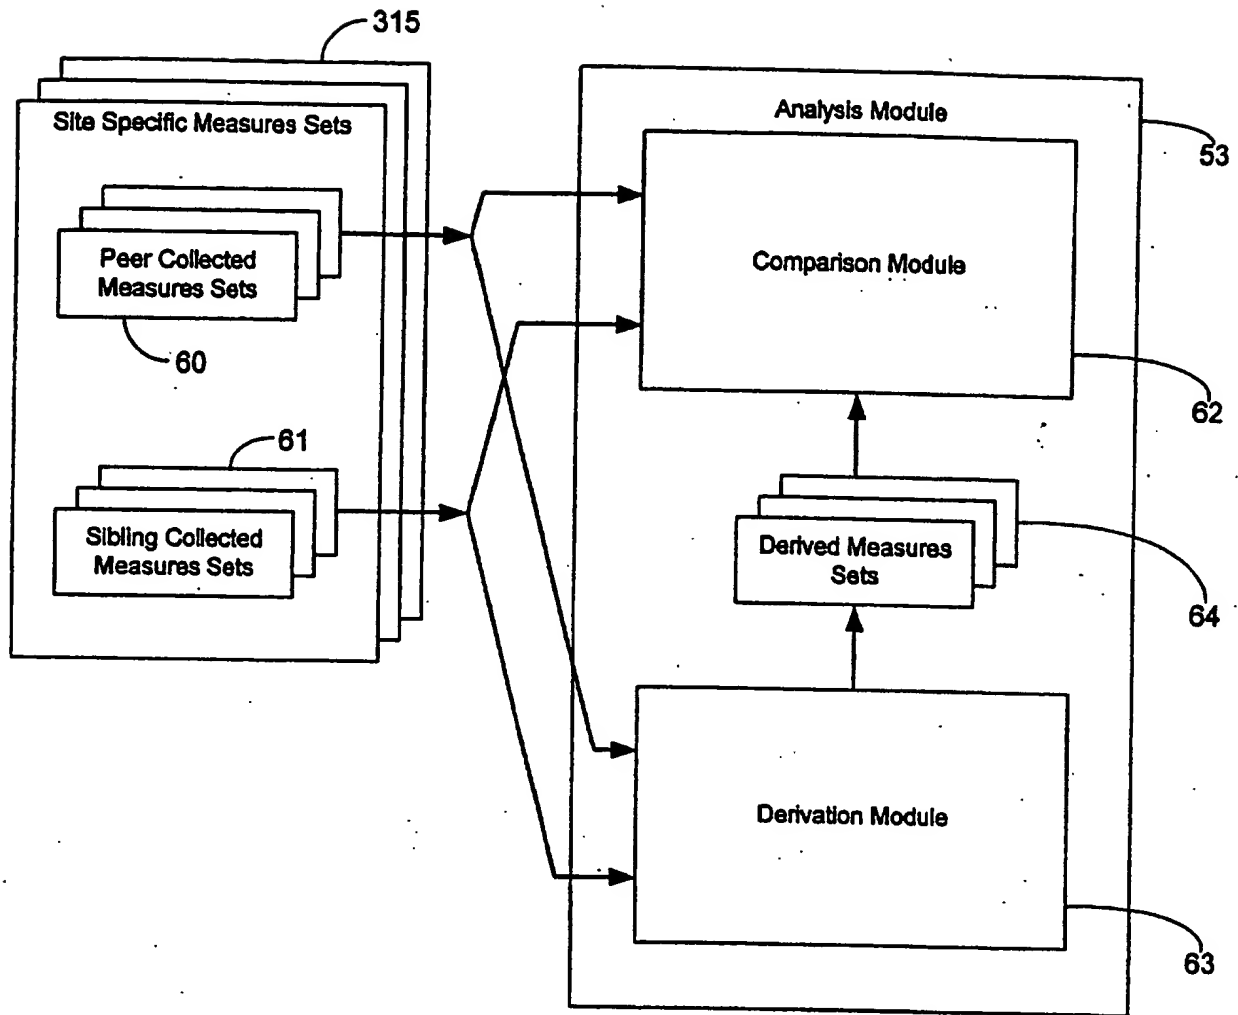 315
Site Specific Measures Sets
Peer Collected
Measures Sets
60
61
Sibling Collected
Measures Sets
Analysis Module
53
Comparison Module
62
Derived Measures
Sets
64
Derivation Module
63